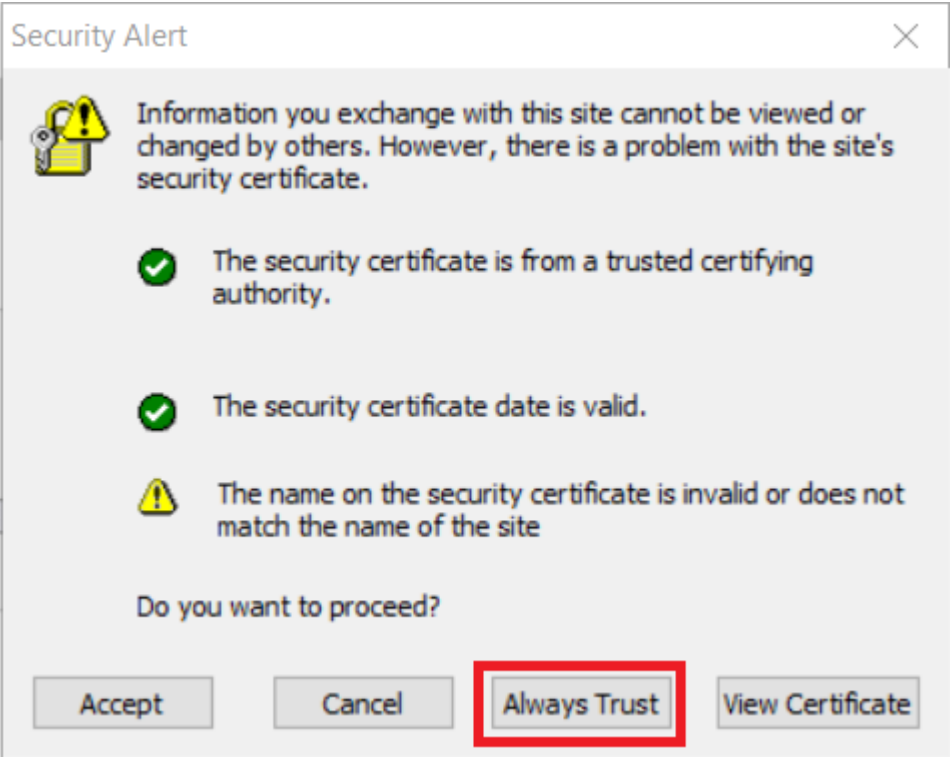 Security Alert
Information you exchange with this site cannot be viewed or
changed by others. However, there is a problem with the site's
security certificate.
The security certificate is from a trusted certifying
authority.
The security certificate date is valid.
The name on the security certificate is invalid or does not
match the name of the site
Do you want to proceed?
Accept Cancel Always Trust View Certificate